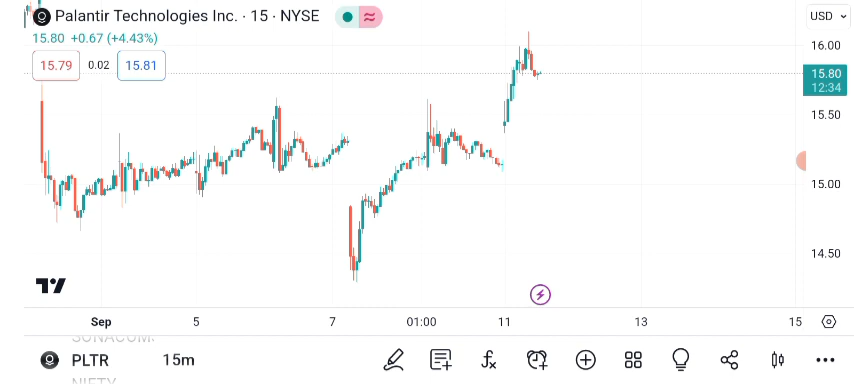 Palantir Technologies Inc. · 15 · NYSE
USD
15.80 +0.67 (+4.43%)
15.79 0.02 15.81
16.00
15.80
12:34
15.50
15.00
14.50
Sep 5 7 01:00 11 13 15
SUNACOM.
PLTR 15m
NIFTY